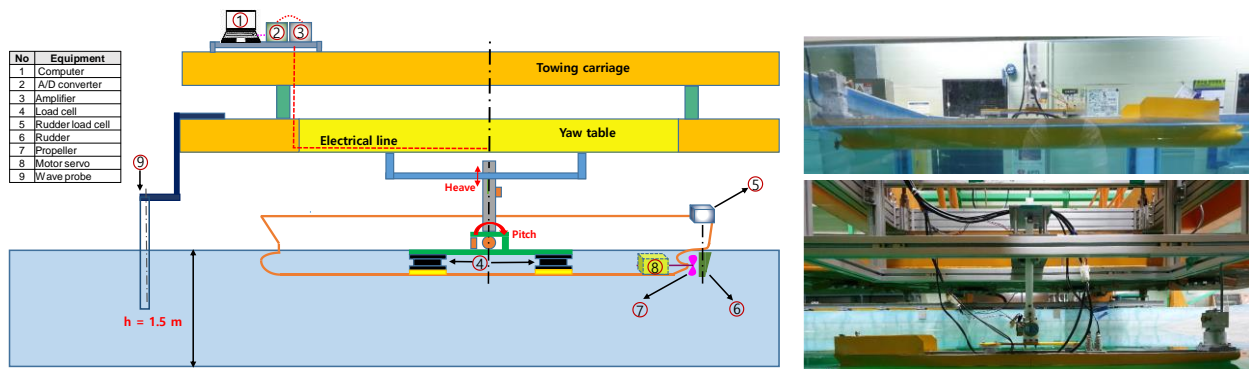 No Equipment
1 Computer
2 A/D converter
3 Amplifier
4 Load cell
5 Rudder load cell
6 Rudder
7 Propeller
8 Motor servo
9 Wave probe
1
2
3
Towing carriage
Electrical line
Yaw table
9
Heave
5
Pitch
4
8
7
6
h = 1.5 m